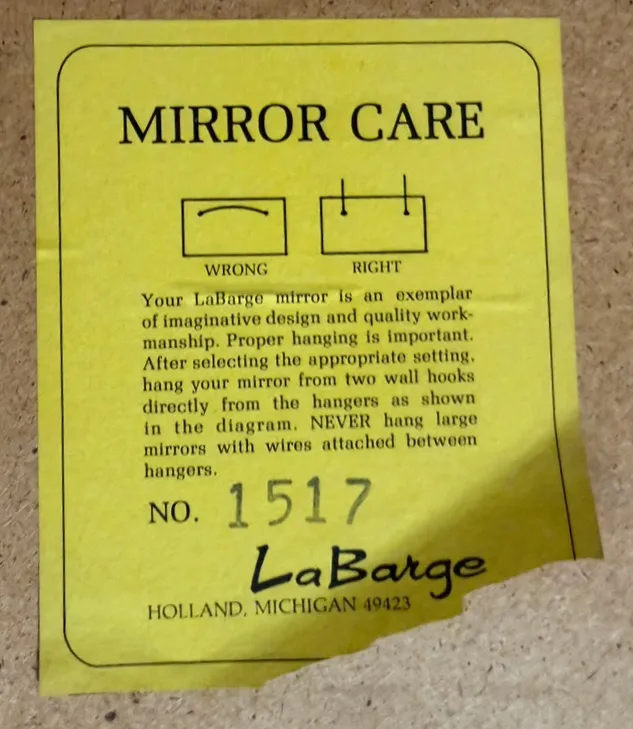 MIRROR CARE
WRONG RIGHT
Your LaBarge mirror is an exemplar
of imaginative design and quality work-
manship. Proper hanging is important.
After selecting the appropriate setting,
hang your mirror from two wall hooks
directly from the hangers as shown
in the diagram. NEVER hang large
mirrors with wires attached between
hangers.
NO. 1517
LaBarge
HOLLAND, MICHIGAN 49423